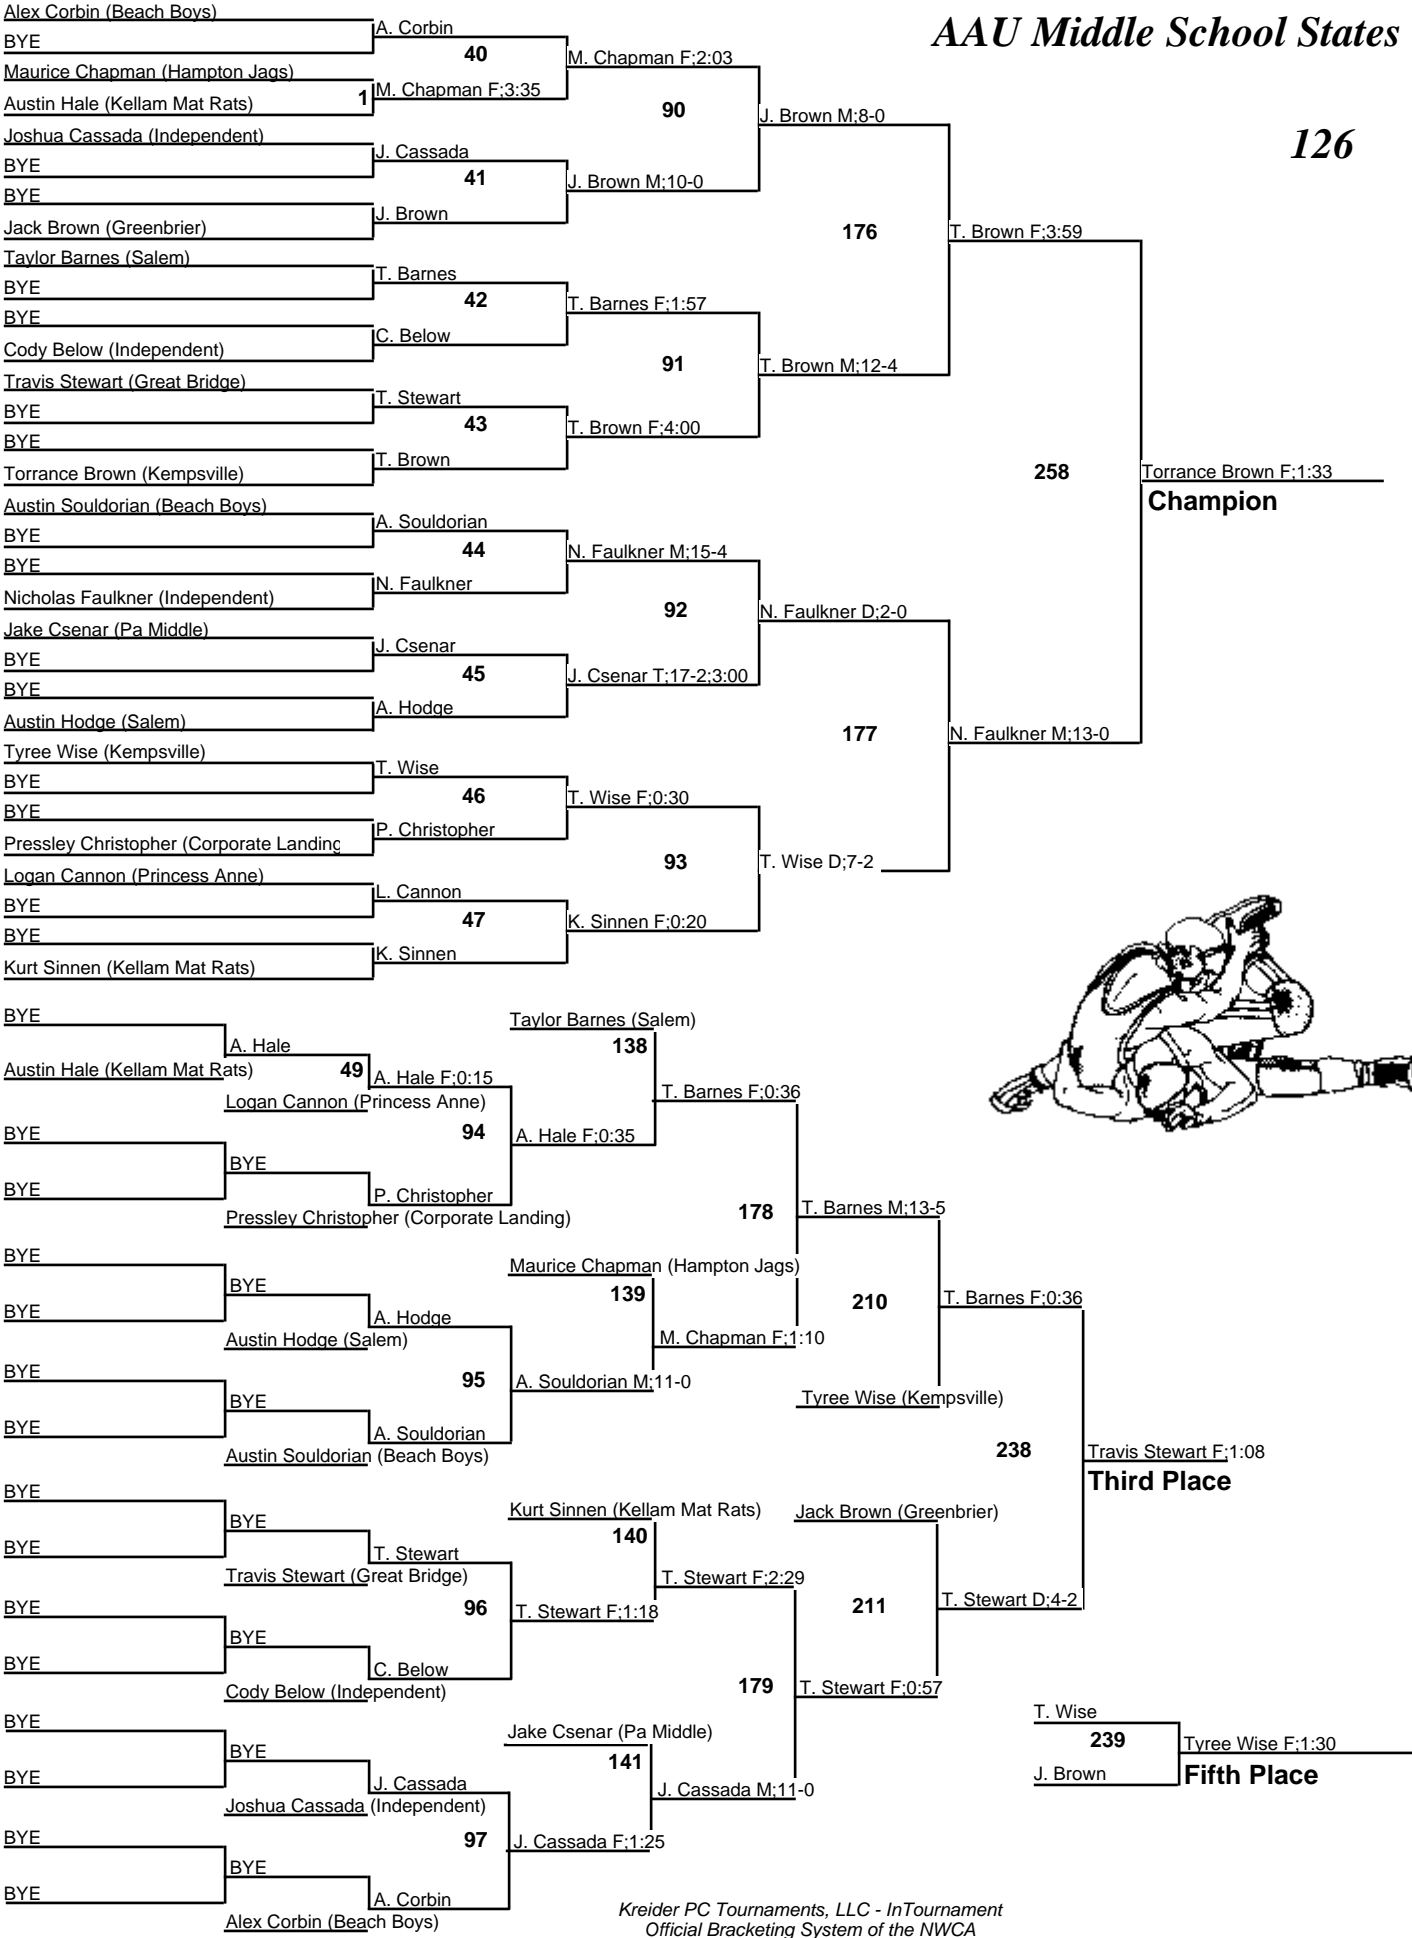 AAU Middle School States
126
Alex Corbin (Beach Boys)
BYE
Maurice Chapman (Hampton Jags)
Austin Hale (Kellam Mat Rats)
Joshua Cassada (Independent)
BYE
BYE
Jack Brown (Greenbrier)
Taylor Barnes (Salem)
BYE
BYE
Cody Below (Independent)
Travis Stewart (Great Bridge)
BYE
BYE
Torrance Brown (Kempsville)
Austin Souldorian (Beach Boys)
BYE
BYE
Nicholas Faulkner (Independent)
Jake Csenar (Pa Middle)
BYE
BYE
Austin Hodge (Salem)
Tyree Wise (Kempsville)
BYE
BYE
Pressley Christopher (Corporate Landing
Logan Cannon (Princess Anne)
BYE
BYE
Kurt Sinnen (Kellam Mat Rats)
A. Corbin
40
1
M. Chapman F;3:35
J. Cassada
41
J. Brown
T. Barnes
42
C. Below
T. Stewart
43
T. Brown
A. Souldorian
44
N. Faulkner
J. Csenar
45
A. Hodge
T. Wise
46
P. Christopher
L. Cannon
47
K. Sinnen
M. Chapman F;2:03
90
J. Brown M;10-0
T. Barnes F;1:57
91
T. Brown F;4:00
N. Faulkner M;15-4
92
J. Csenar T;17-2;3:00
T. Wise F;0:30
93
K. Sinnen F;0:20
J. Brown M;8-0
176
T. Brown M;12-4
N. Faulkner D;2-0
177
T. Wise D;7-2
T. Brown F;3:59
258
N. Faulkner M;13-0
Torrance Brown F;1:33
Champion
BYE
Austin Hale (Kellam Mat Rats)
BYE
BYE
BYE
BYE
BYE
BYE
BYE
BYE
BYE
BYE
BYE
BYE
BYE
BYE
A. Hale
49
Logan Cannon (Princess Anne)
BYE
Pressley Christopher (Corporate Landing)
BYE
Austin Hodge (Salem)
BYE
Austin Souldorian (Beach Boys)
BYE
Travis Stewart (Great Bridge)
BYE
Cody Below (Independent)
BYE
Joshua Cassada (Independent)
BYE
Alex Corbin (Beach Boys)
A. Hale F;0:15
94
P. Christopher
A. Hodge
95
A. Souldorian
T. Stewart
96
C. Below
J. Cassada
97
A. Corbin
Taylor Barnes (Salem)
138
A. Hale F;0:35
Maurice Chapman (Hampton Jags)
139
A. Souldorian M;11-0
Kurt Sinnen (Kellam Mat Rats)
140
T. Stewart F;1:18
Jake Csenar (Pa Middle)
141
J. Cassada F;1:25
T. Barnes F;0:36
178
M. Chapman F;1:10
T. Stewart F;2:29
179
J. Cassada M;11-0
T. Barnes M;13-5
210
Tyree Wise (Kempsville)
Jack Brown (Greenbrier)
211
T. Stewart F;0:57
T. Barnes F;0:36
238
T. Stewart D;4-2
Travis Stewart F;1:08
Third Place
T. Wise
239
J. Brown
Tyree Wise F;1:30
Fifth Place
Kreider PC Tournaments, LLC - InTournament
Official Bracketing System of the NWCA